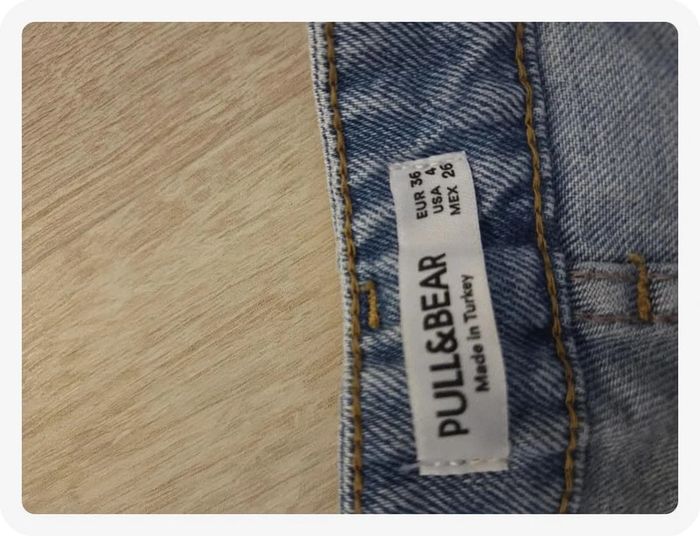 PULL&BEAR
Made in Turkey
EUR 36
USA 4
MEX 26